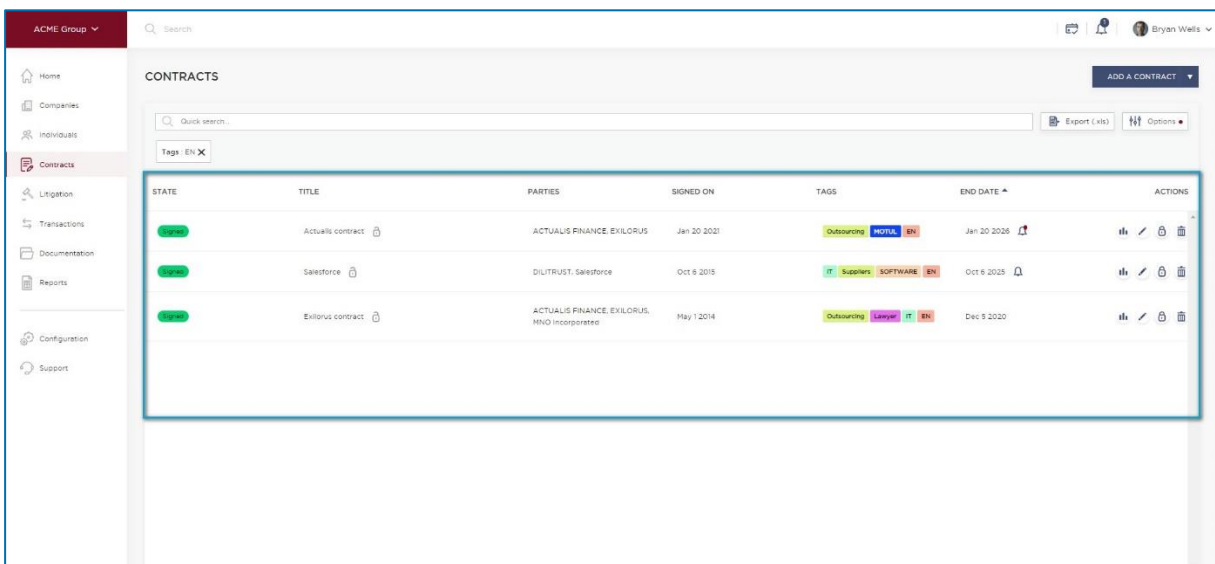 ACME Group
Search
1
Bryan Wells
Home
Companies
Individuals
Contracts
Litigation
Transactions
Documentation
Reports
Configuration
Support
CONTRACTS
ADD A CONTRACT
Quick search...
Export (.xls)
Options
Tags : EN X
STATE TITLE PARTIES SIGNED ON TAGS END DATE ACTIONS
Signed Actualis contract ACTUALIS FINANCE, EXILORUS Jan 20 2021 Outsourcing MOTUL EN Jan 20 2026
Signed Salesforce DILITRUST, Salesforce Oct 6 2015 IT Suppliers SOFTWARE EN Oct 6 2025
Signed Exilorus contract ACTUALIS FINANCE, EXILORUS, MNO Incorporated May 1 2014 Outsourcing Lawyer IT EN Dec 5 2020